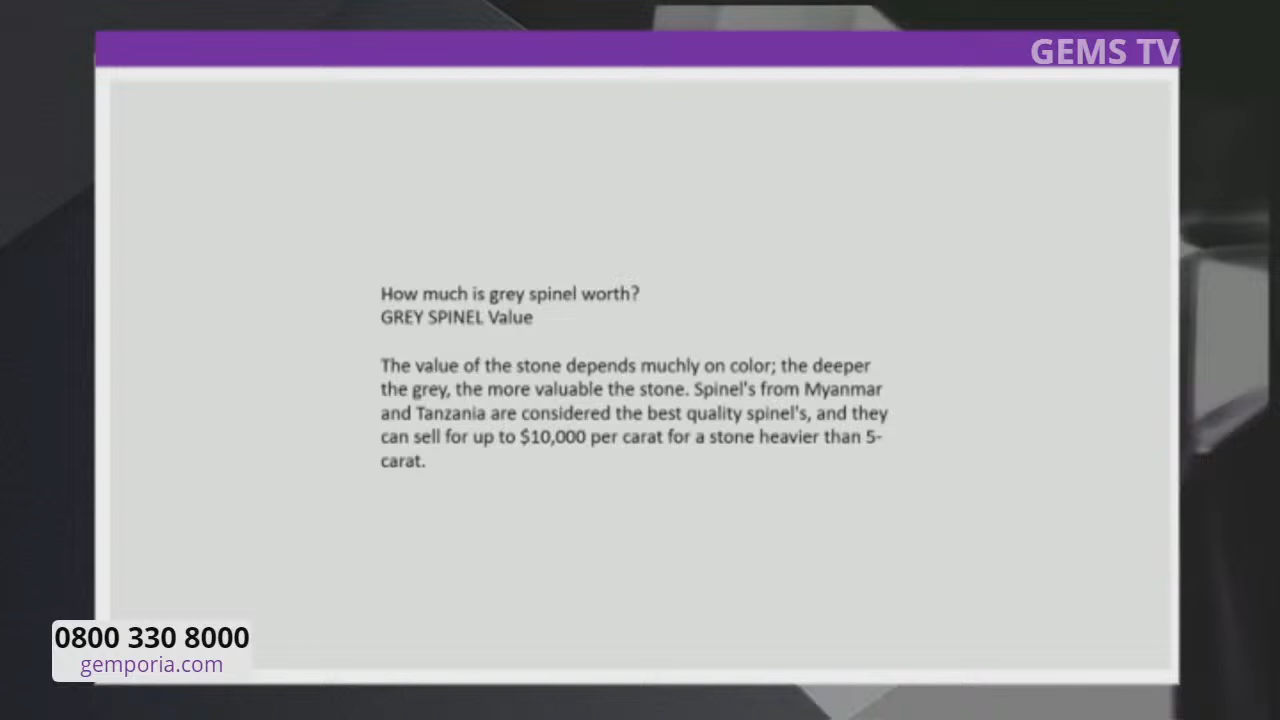 GEMS TV
How much is grey spinel worth?
GREY SPINEL Value
The value of the stone depends muchly on color; the deeper
the grey, the more valuable the stone. Spinel's from Myanmar
and Tanzania are considered the best quality spinel's, and they
can sell for up to $10,000 per carat for a stone heavier than 5-
carat.
0800 330 8000
gemporia.com